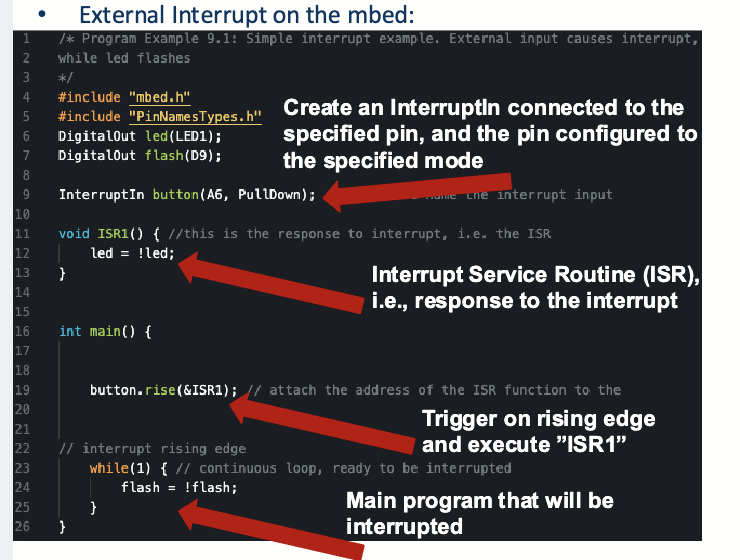 • External Interrupt on the mbed:
1 /* Program Example 9.1: Simple interrupt example. External input causes interrupt,
2 while led flashes
3 */
4 #include "mbed.h"
5 #include "PinNamesTypes.h"
6 DigitalOut led(LED1);
7 DigitalOut flash(D9);
8
Create an InterruptIn connected to the
specified pin, and the pin configured to
the specified mode
9 InterruptIn button(A6, PullDown); name the interrupt input
10
11 void ISR1() { //this is the response to interrupt, i.e. the ISR
12 led = !led;
13 }
Interrupt Service Routine (ISR),
i.e., response to the interrupt
14
15
16 int main() {
17
18
19 button.rise(&ISR1); // attach the address of the ISR function to the
20
21
Trigger on rising edge
and execute ”ISR1”
22 // interrupt rising edge
23 while(1) { // continuous loop, ready to be interrupted
24 flash = !flash;
25 }
26 }
Main program that will be
interrupted